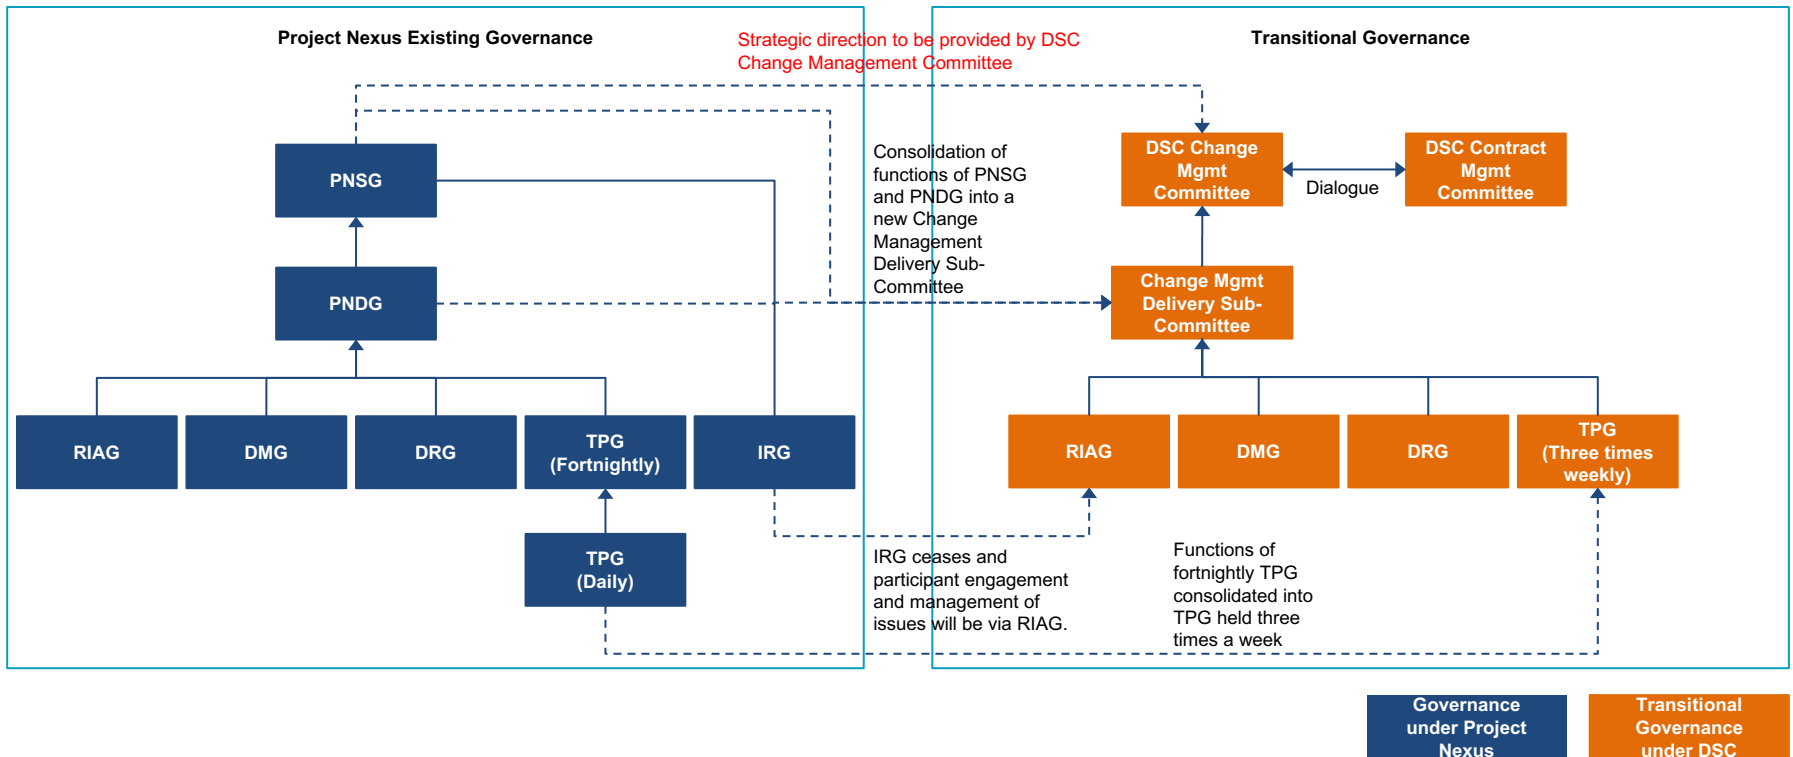 Project Nexus Existing Governance
Strategic direction to be provided by DSC
Change Management Committee
Transitional Governance
PNSG
Consolidation of
functions of PNSG
and PNDG into a
new Change
Management
Delivery Sub-
Committee
DSC Change
Mgmt
Committee
Dialogue
DSC Contract
Mgmt
Committee
PNDG
Change Mgmt
Delivery Sub-
Committee
RIAG
DMG
DRG
TPG
(Fortnightly)
IRG
RIAG
DMG
DRG
TPG
(Three times
weekly)
TPG
(Daily)
IRG ceases and
participant engagement
and management of
issues will be via RIAG.
Functions of
fortnightly TPG
consolidated into
TPG held three
times a week
Governance
under Project
Nexus
Transitional
Governance
under DSC